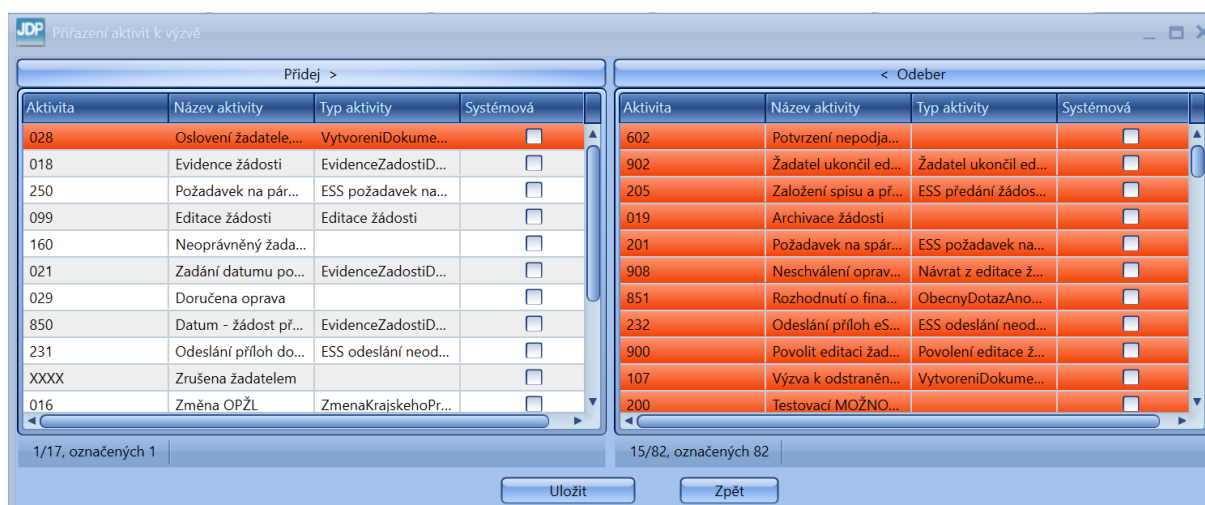 JDP Přiřazení aktivit k výzvě
Přidej >
Aktivita Název aktivity Typ aktivity Systémová
028 Oslovení žadatele,... VytvoreniDokume...
018 Evidence žádosti EvidenceZadostiD...
250 Požadavek na pár... ESS požadavek na...
099 Editace žádosti Editace žádosti
160 Neoprávněný žada...
021 Zadání datumu po... EvidenceZadostiD...
029 Doručena oprava
850 Datum - žádost př... EvidenceZadostiD...
231 Odeslání příloh do... ESS odeslání neod...
XXXX Zrušena žadatelem
016 Změna OPŽL ZmenaKrajskehoPr...
1/17, označených 1
< Odeber
Aktivita Název aktivity Typ aktivity Systémová
602 Potvrzení nepodja...
902 Žadatel ukončil ed... Žadatel ukončil ed...
205 Založení spisu a př... ESS předání žádos...
019 Archivace žádosti
201 Požadavek na spár... ESS požadavek na...
908 Neschválení oprav... Návrat z editace ž...
851 Rozhodnutí o fina... ObecnyDotazAno...
232 Odeslání příloh eS... ESS odeslání neod...
900 Povolit editaci žad... Povolení editace ž...
107 Výzva k odstraněn... VytvoreniDokume...
200 Testovací MOŽNO...
15/82, označených 82
Uložit Zpět